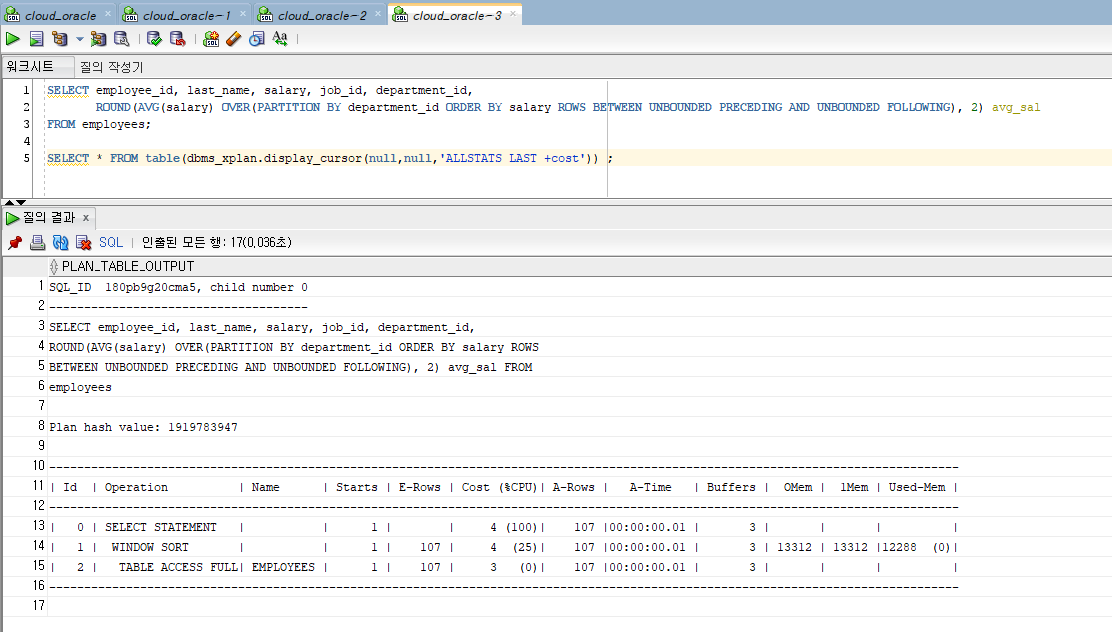 cloud_oracle × cloud_oracle~1 × cloud_oracle~2 × cloud_oracle~3 ×
워크시트 질의 작성기
1 SELECT employee_id, last_name, salary, job_id, department_id,
2 ROUND(AVG(salary) OVER(PARTITION BY department_id ORDER BY salary ROWS BETWEEN UNBOUNDED PRECEDING AND UNBOUNDED FOLLOWING), 2) avg_sal
3 FROM employees;
4
5 SELECT * FROM table(dbms_xplan.display_cursor(null,null,'ALLSTATS LAST +cost')) ;
질의 결과 ×
SQL | 인출된 모든 행: 17(0,036초)
PLAN_TABLE_OUTPUT
1 SQL_ID 180pb9g20cma5, child number 0
2 -------------------------------------
3 SELECT employee_id, last_name, salary, job_id, department_id,
4 ROUND(AVG(salary) OVER(PARTITION BY department_id ORDER BY salary ROWS
5 BETWEEN UNBOUNDED PRECEDING AND UNBOUNDED FOLLOWING), 2) avg_sal FROM
6 employees
7
8 Plan hash value: 1919783947
9
10 ----------------------------------------------------------------------------------------------------------------------------------
11 | Id | Operation | Name | Starts | E-Rows | Cost (%CPU)| A-Rows | A-Time | Buffers | OMem | 1Mem | Used-Mem |
12 ----------------------------------------------------------------------------------------------------------------------------------
13 | 0 | SELECT STATEMENT | | 1 | | 4 (100)| 107 |00:00:00.01 | 3 | | | |
14 | 1 | WINDOW SORT | | 1 | 107 | 4 (25)| 107 |00:00:00.01 | 3 | 13312 | 13312 |12288 (0)|
15 | 2 | TABLE ACCESS FULL| EMPLOYEES | 1 | 107 | 3 (0)| 107 |00:00:00.01 | 3 | | | |
16 ----------------------------------------------------------------------------------------------------------------------------------
17